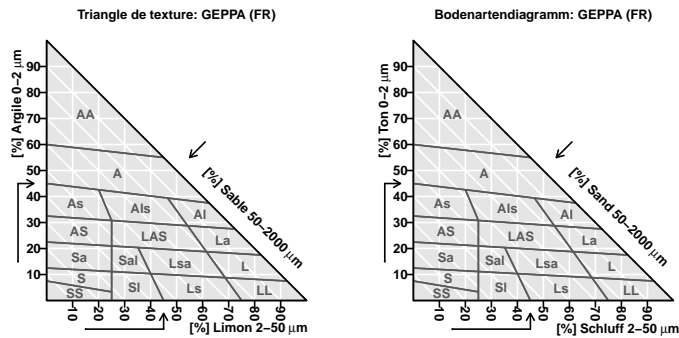 Triangle de texture: GEPPA (FR)
[%] Argile 0–2 µm
90
80
70
60
50
40
30
20
10
AA
A
As
Als
Al
AS
LAS
La
Sa
Sal
Lsa
L
S
SS
Sl
Ls
LL
[%] Sable 50–2000 µm
10
20
30
40
50
60
70
80
90
[%] Limon 2–50 µm
Bodenartendiagramm: GEPPA (FR)
[%] Ton 0–2 µm
90
80
70
60
50
40
30
20
10
AA
A
As
Als
Al
AS
LAS
La
Sa
Sal
Lsa
L
S
SS
Sl
Ls
LL
[%] Sand 50–2000 µm
10
20
30
40
50
60
70
80
90
[%] Schluff 2–50 µm